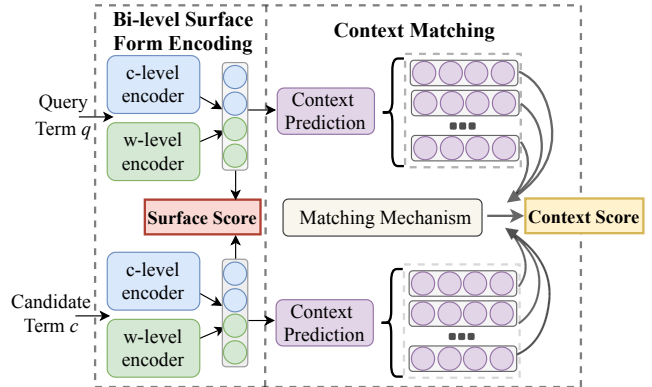 Bi-level Surface
Form Encoding
Context Matching
c-level
encoder
Query
Term q
w-level
encoder
Context
Prediction
Surface Score
Matching Mechanism
Context Score
c-level
encoder
Candidate
Term c
w-level
encoder
Context
Prediction